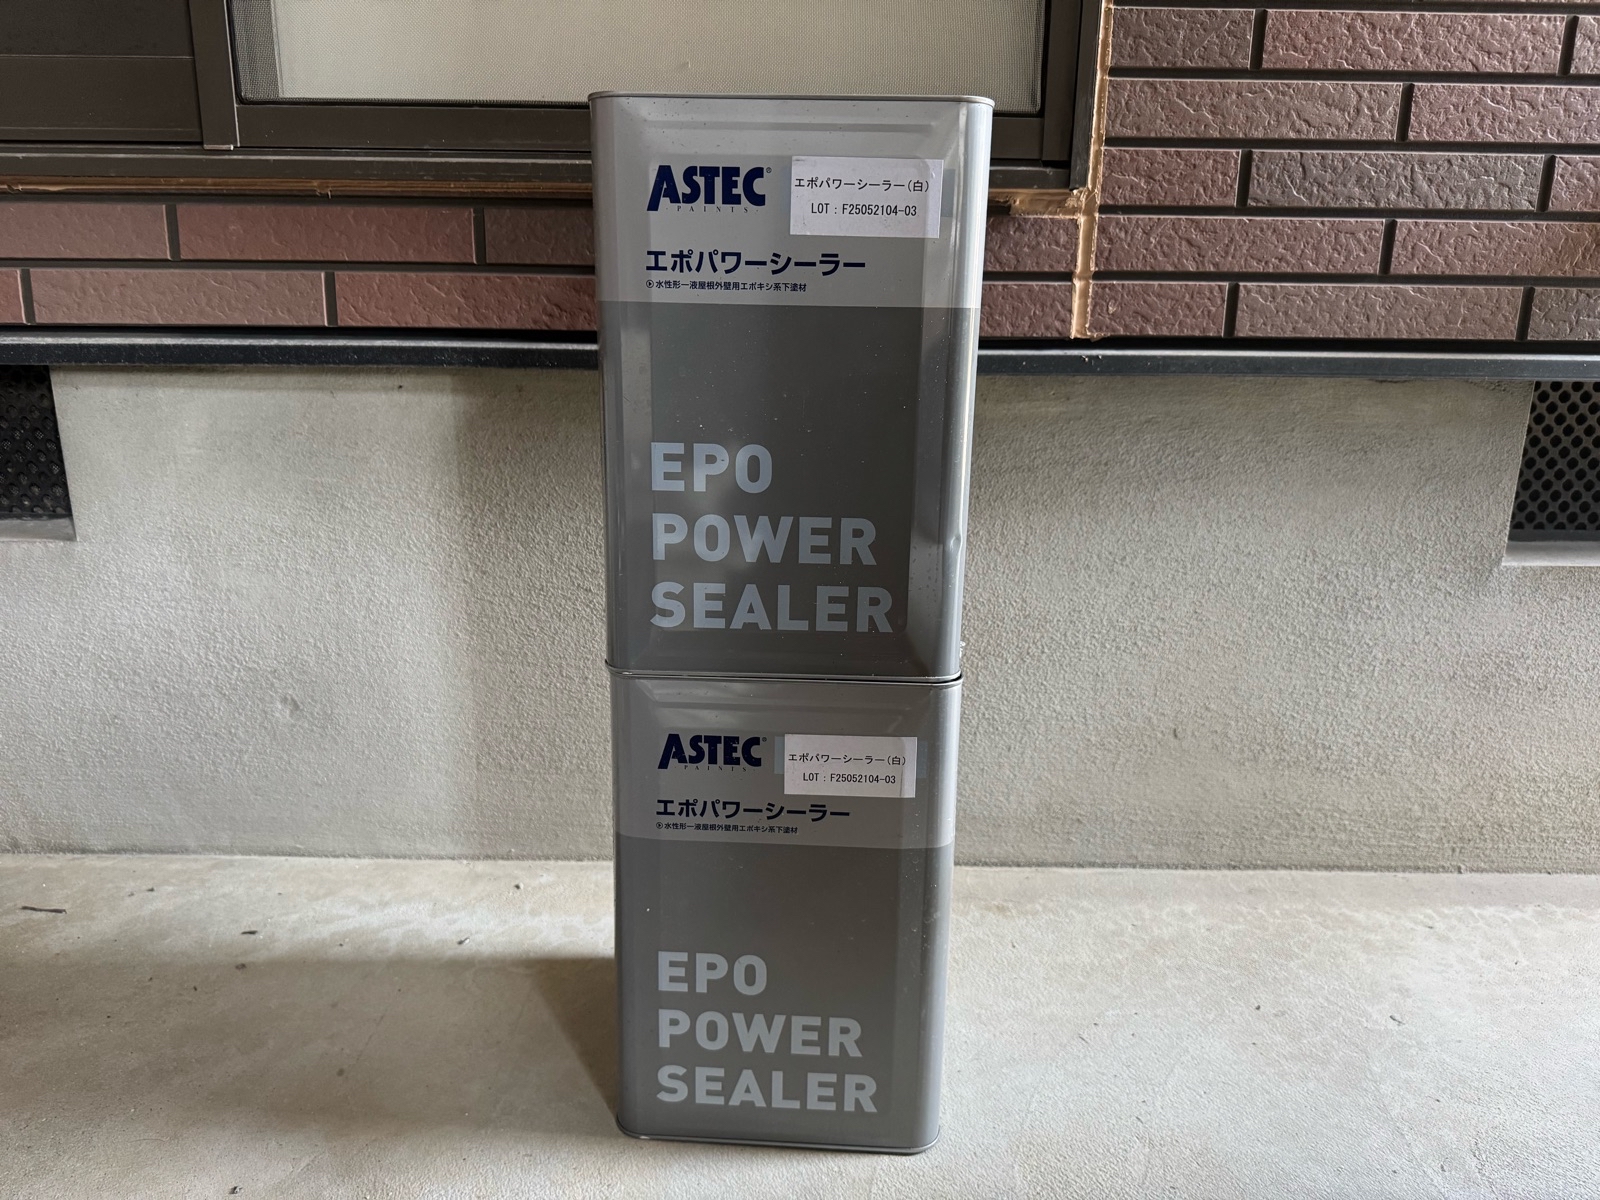 ASTEC®
PAINTS
エポパワーシーラー(白)
LOT : F25052104-03
エポパワーシーラー
水性形一液屋根外壁用エポキシ系下塗材
EPO
POWER
SEALER
ASTEC®
PAINTS
エポパワーシーラー(白)
LOT : F25052104-03
エポパワーシーラー
水性形一液屋根外壁用エポキシ系下塗材
EPO
POWER
SEALER